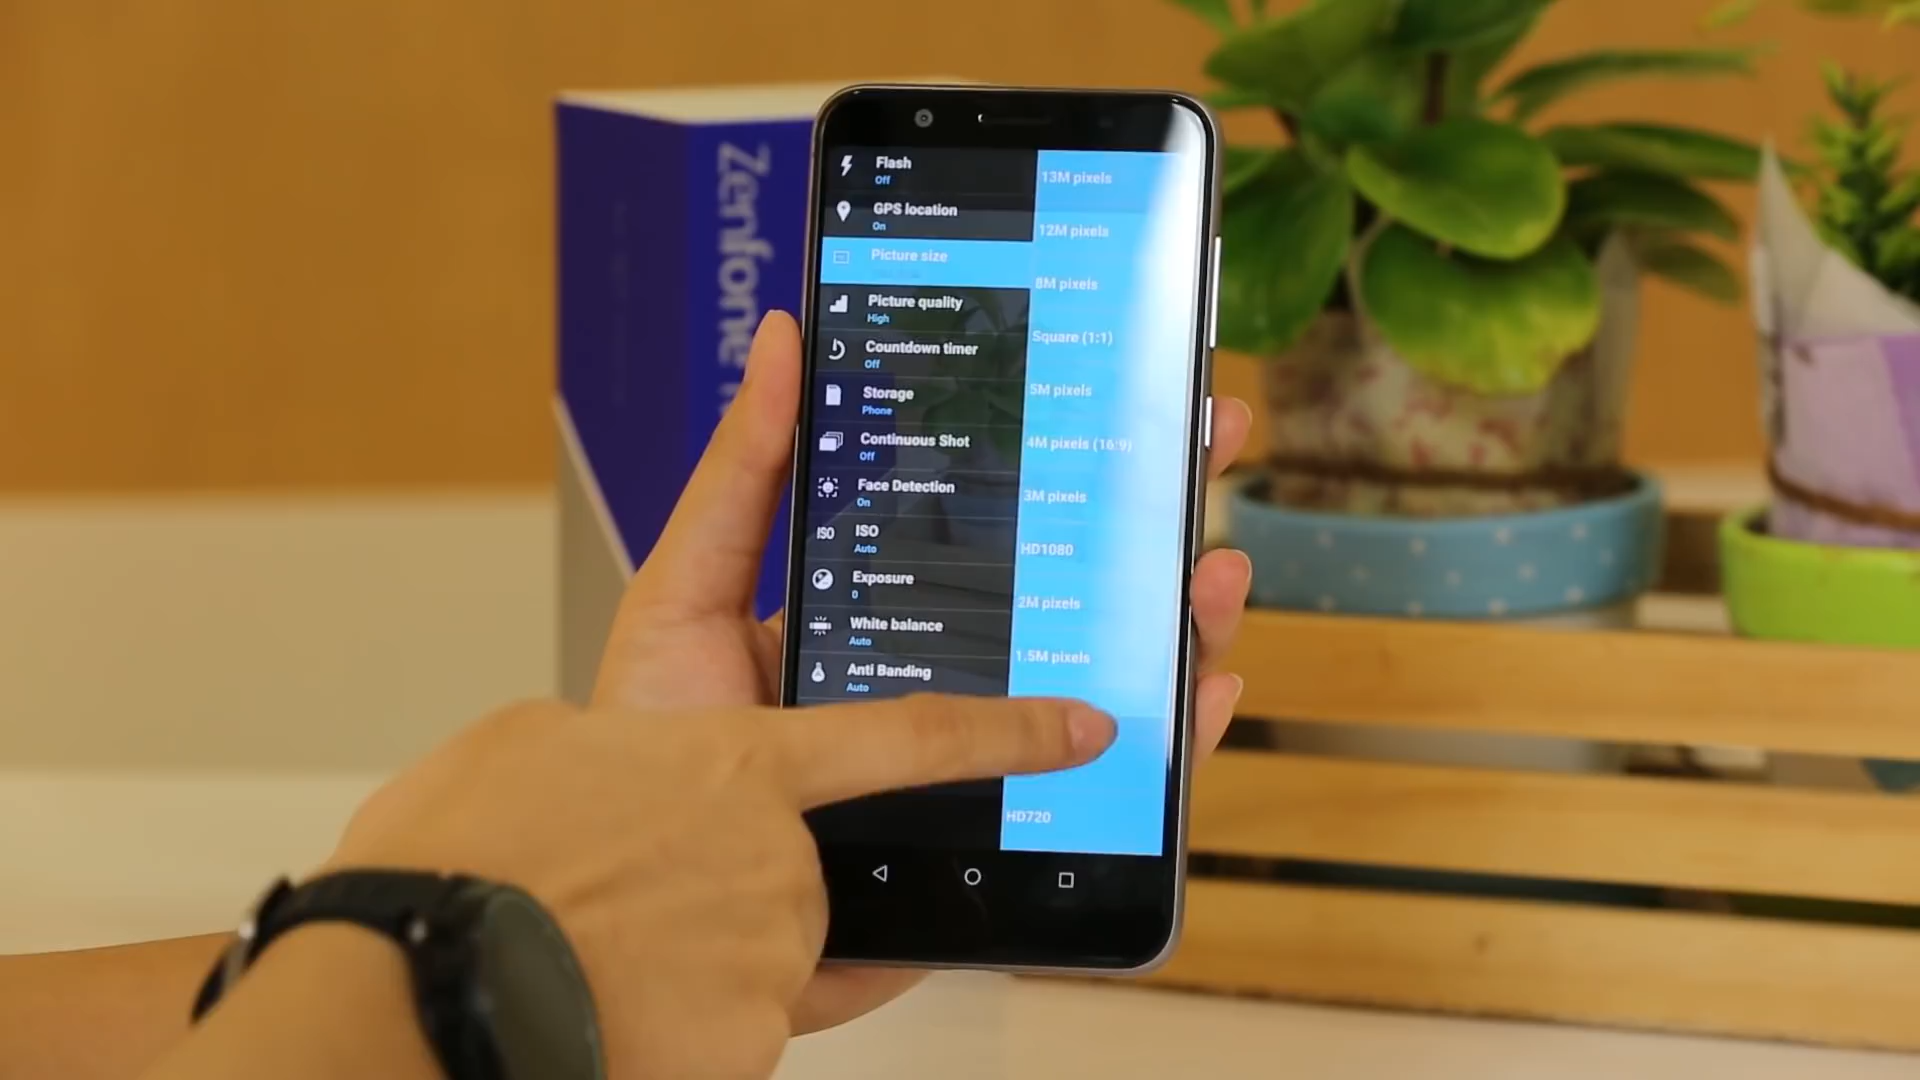 Zenfone
Flash
Off
GPS location
On
Picture size
Picture quality
High
Countdown timer
Off
Storage
Phone
Continuous Shot
Off
Face Detection
On
ISO
ISO
Auto
Exposure
0
White balance
Auto
Anti Banding
Auto
13M pixels
12M pixels
8M pixels
Square (1:1)
5M pixels
4M pixels (16:9)
3M pixels
HD1080
2M pixels
1.5M pixels
HD720